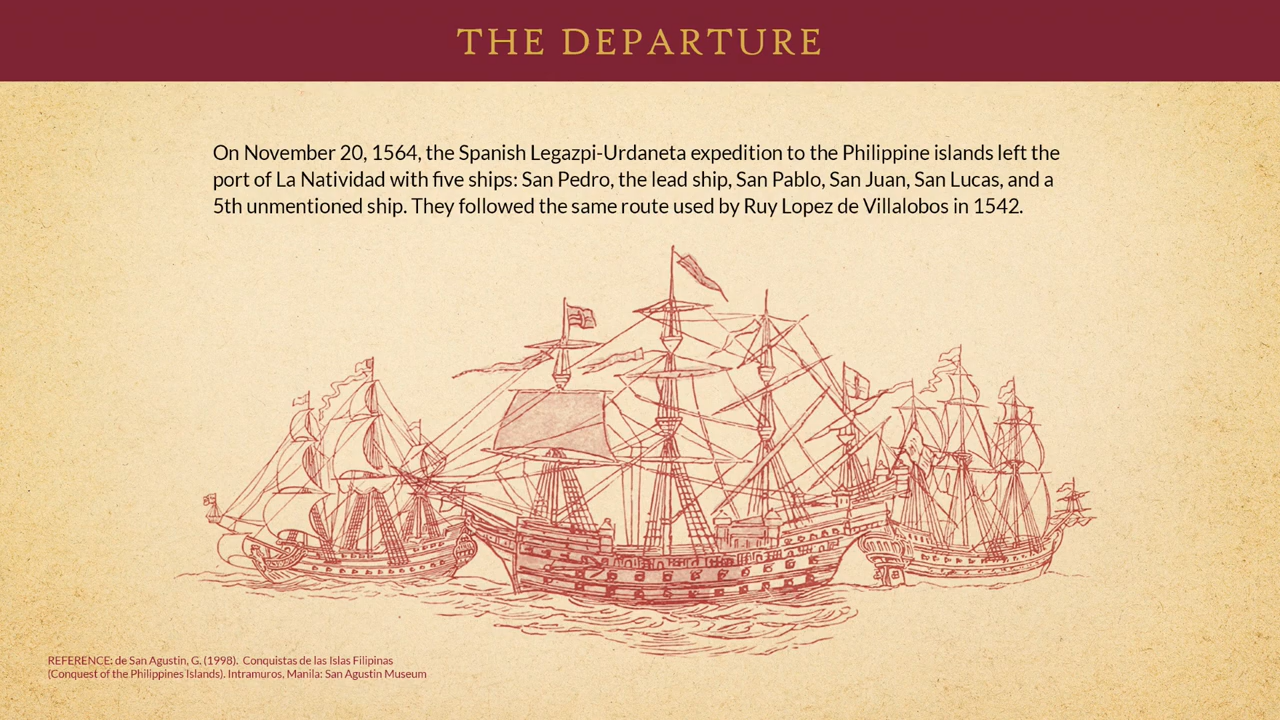 THE DEPARTURE
On November 20, 1564, the Spanish Legazpi-Urdaneta expedition to the Philippine islands left the
port of La Natividad with five ships: San Pedro, the lead ship, San Pablo, San Juan, San Lucas, and a
5th unmentioned ship. They followed the same route used by Ruy Lopez de Villalobos in 1542.
REFERENCE: de San Agustin, G. (1998). Conquistas de las Islas Filipinas
(Conquest of the Philippines Islands). Intramuros, Manila: San Agustin Museum